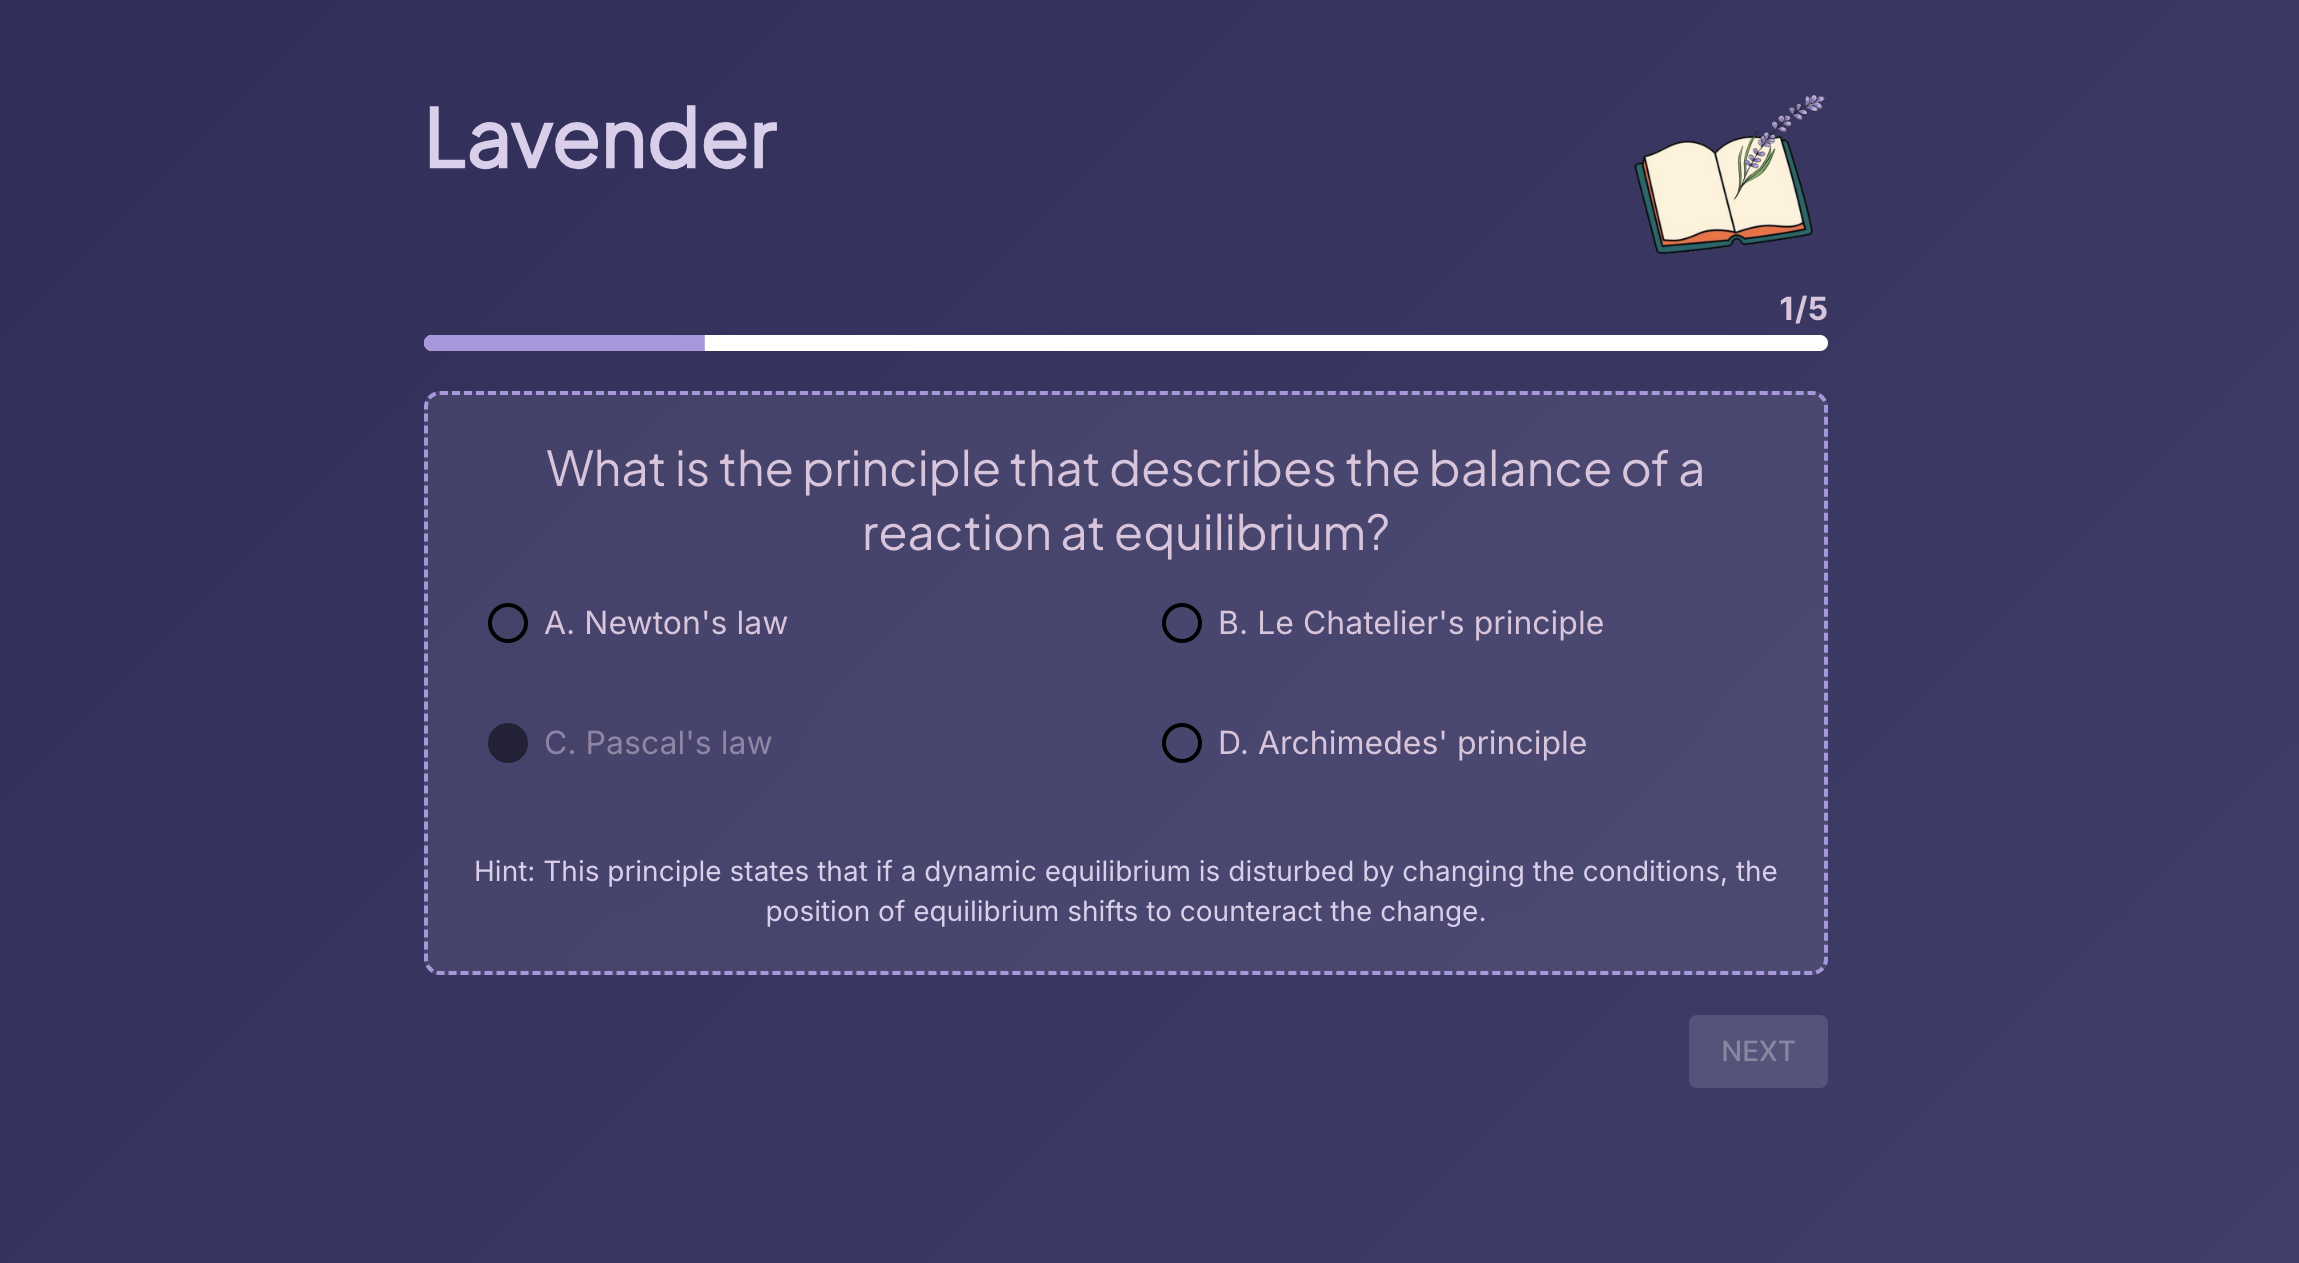 Lavender
1/5
What is the principle that describes the balance of a
reaction at equilibrium?
A. Newton's law
B. Le Chatelier's principle
C. Pascal's law
D. Archimedes' principle
Hint: This principle states that if a dynamic equilibrium is disturbed by changing the conditions, the
position of equilibrium shifts to counteract the change.
NEXT